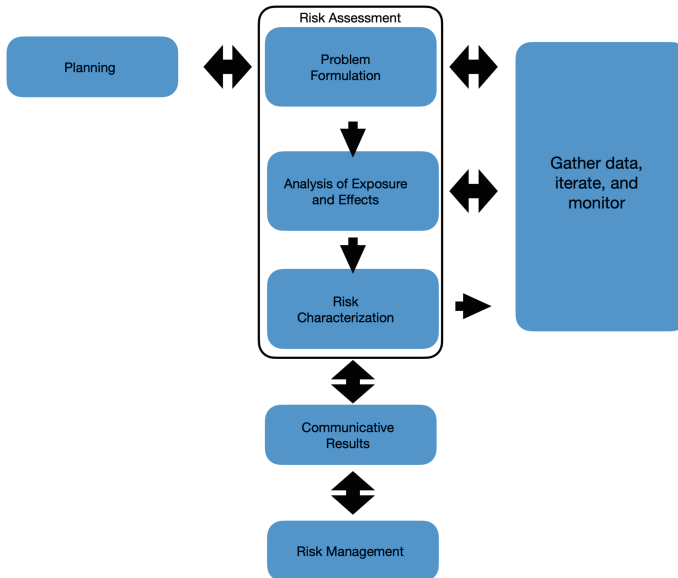 Risk Assessment
Planning
Problem
Formulation
Gather data,
iterate, and
monitor
Analysis of Exposure
and Effects
Risk
Characterization
Communicative
Results
Risk Management